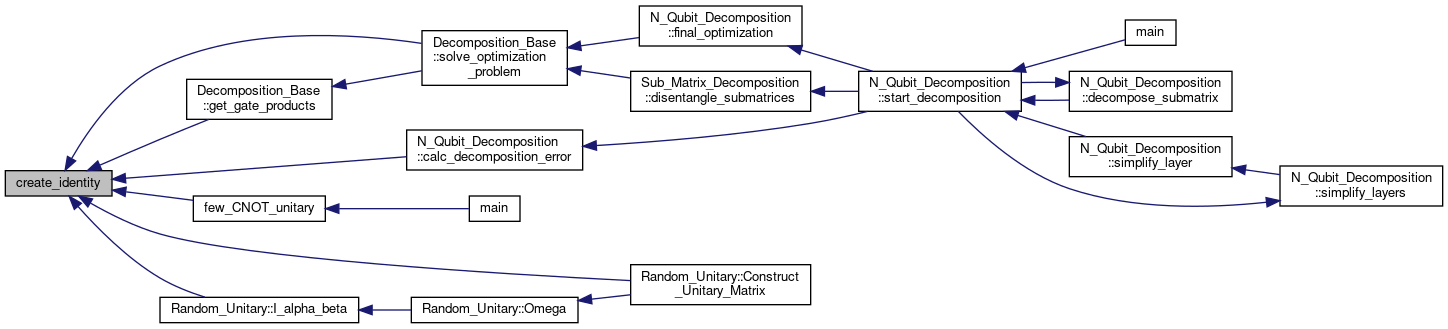 create_identity
Decomposition_Base
::solve_optimization
_problem
Decomposition_Base
::get_gate_products
N_Qubit_Decomposition
::calc_decomposition_error
few_CNOT_unitary
main
Random_Unitary::I_alpha_beta
Random_Unitary::Omega
Random_Unitary::Construct
_Unitary_Matrix
N_Qubit_Decomposition
::final_optimization
Sub_Matrix_Decomposition
::disentangle_submatrices
N_Qubit_Decomposition
::start_decomposition
main
N_Qubit_Decomposition
::decompose_submatrix
N_Qubit_Decomposition
::simplify_layer
N_Qubit_Decomposition
::simplify_layers